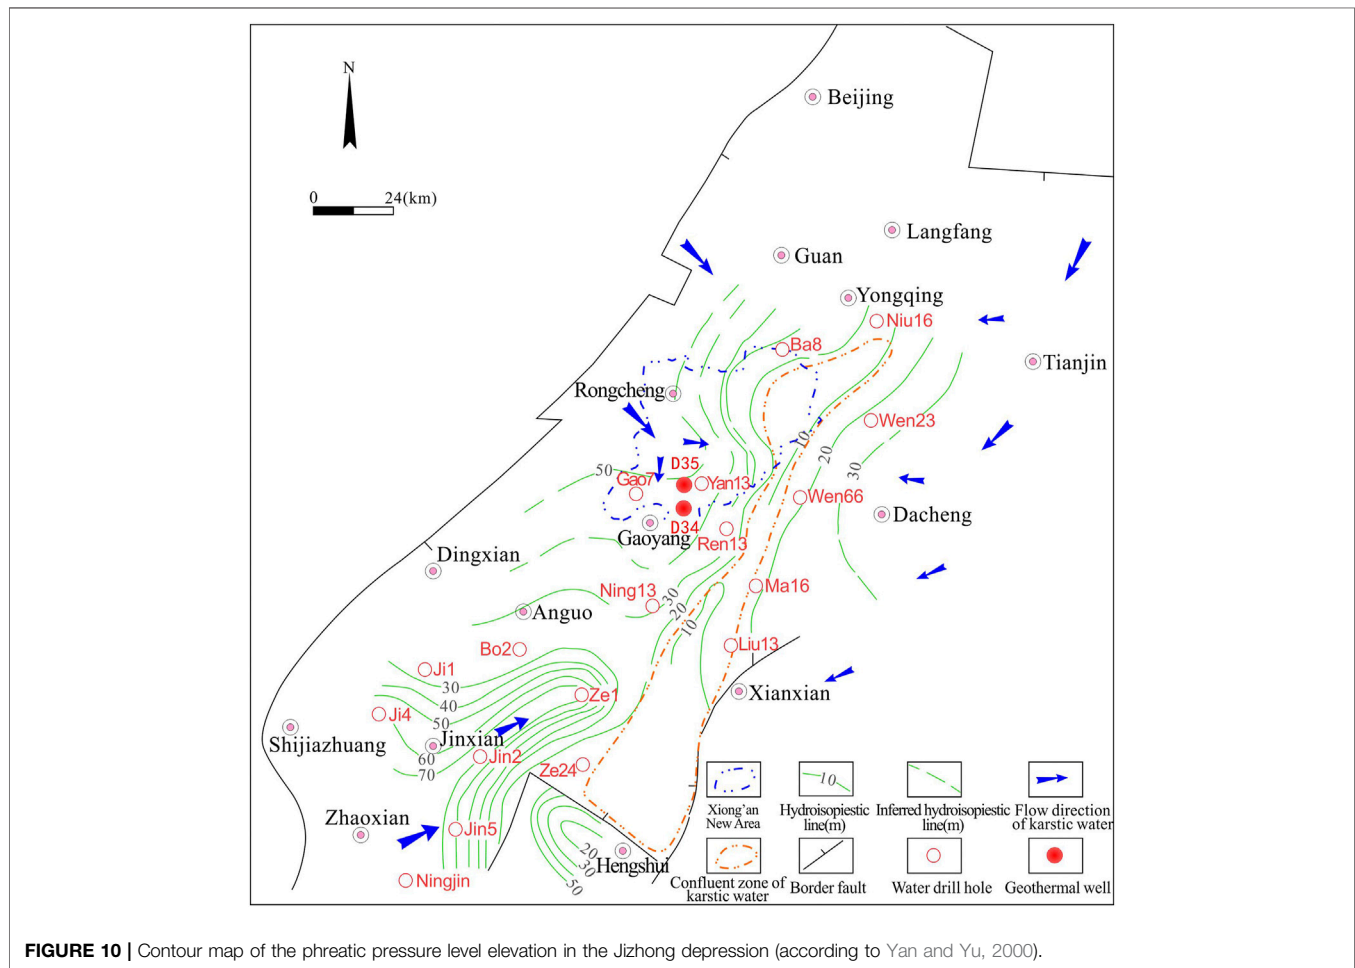 N
0 24(km)
Beijing
Langfang
Guan
Yongqing
Niu16
Ba8
Tianjin
Rongcheng
Wen23
10
20
30
50
D35
Gao7
Yan13
Wen66
Dacheng
D34
Gaoyang
Ren13
Dingxian
Ning13
30
20
10
Ma16
Anguo
Bo2
Liu13
Ji1
30
Ze1
Xianxian
40
Ji4
50
Shijiazhuang
Jinxian
60
Jin2
70
Ze24
Zhaoxian
Jin5
20
30
50
Hengshui
Ningjin
10
Xiong'an
New Area
Hydroisopiestic
line(m)
Inferred hydroisopiestic
line(m)
Flow direction
of karstic water
Confluent zone of
karstic water
Border fault
Water drill hole
Geothermal well
FIGURE 10 | Contour map of the phreatic pressure level elevation in the Jizhong depression (according to Yan and Yu, 2000).